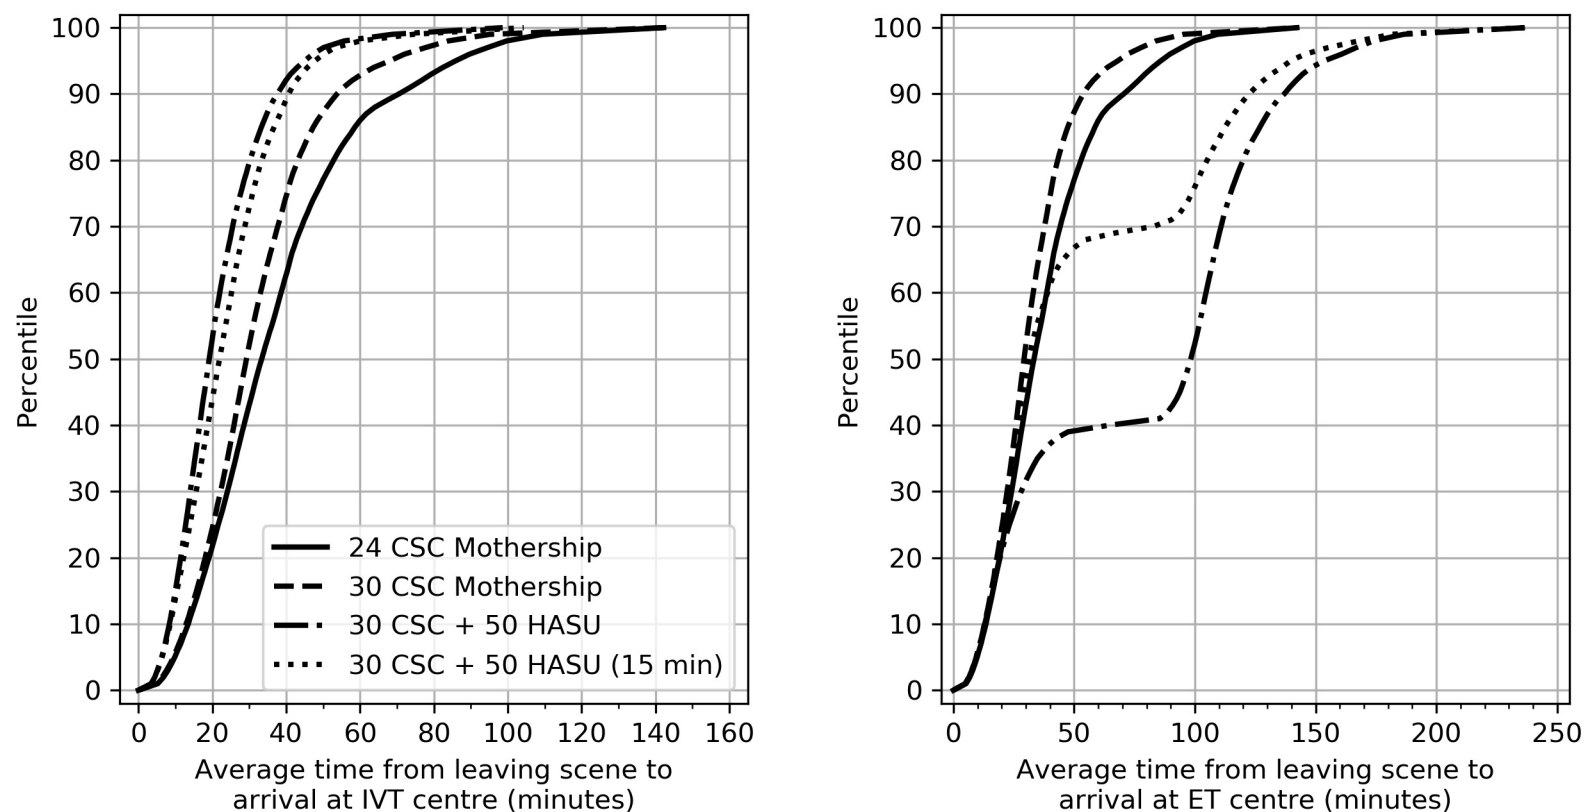 100
90
80
70
60
50
40
30
20
10
0
Percentile
24 CSC Mothership
30 CSC Mothership
30 CSC + 50 HASU
30 CSC + 50 HASU (15 min)
0 20 40 60 80 100 120 140 160
Average time from leaving scene to
arrival at IVT centre (minutes)
100
90
80
70
60
50
40
30
20
10
0
Percentile
0 50 100 150 200 250
Average time from leaving scene to
arrival at ET centre (minutes)